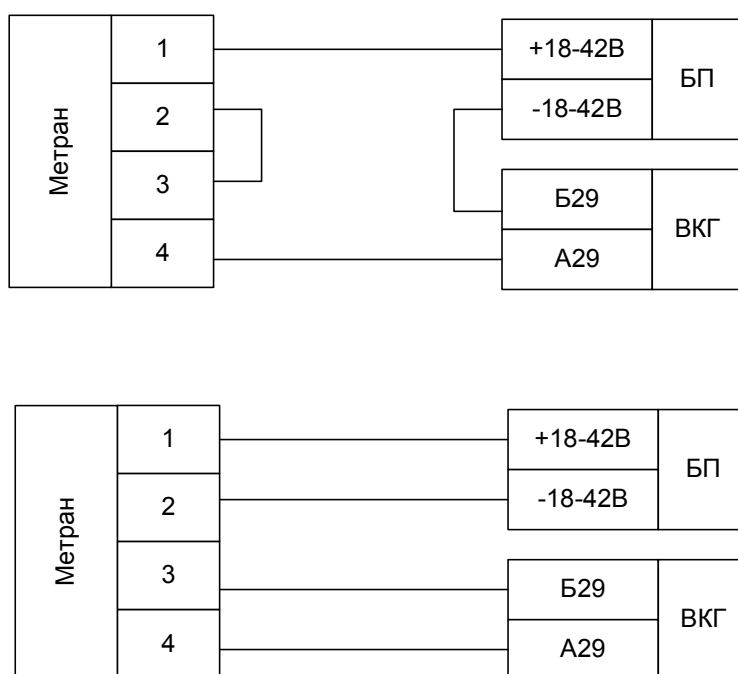 Метран
1
2
3
4
+18-42В
-18-42В
БП
Б29
А29
ВКГ
Метран
1
2
3
4
+18-42В
-18-42В
БП
Б29
А29
ВКГ